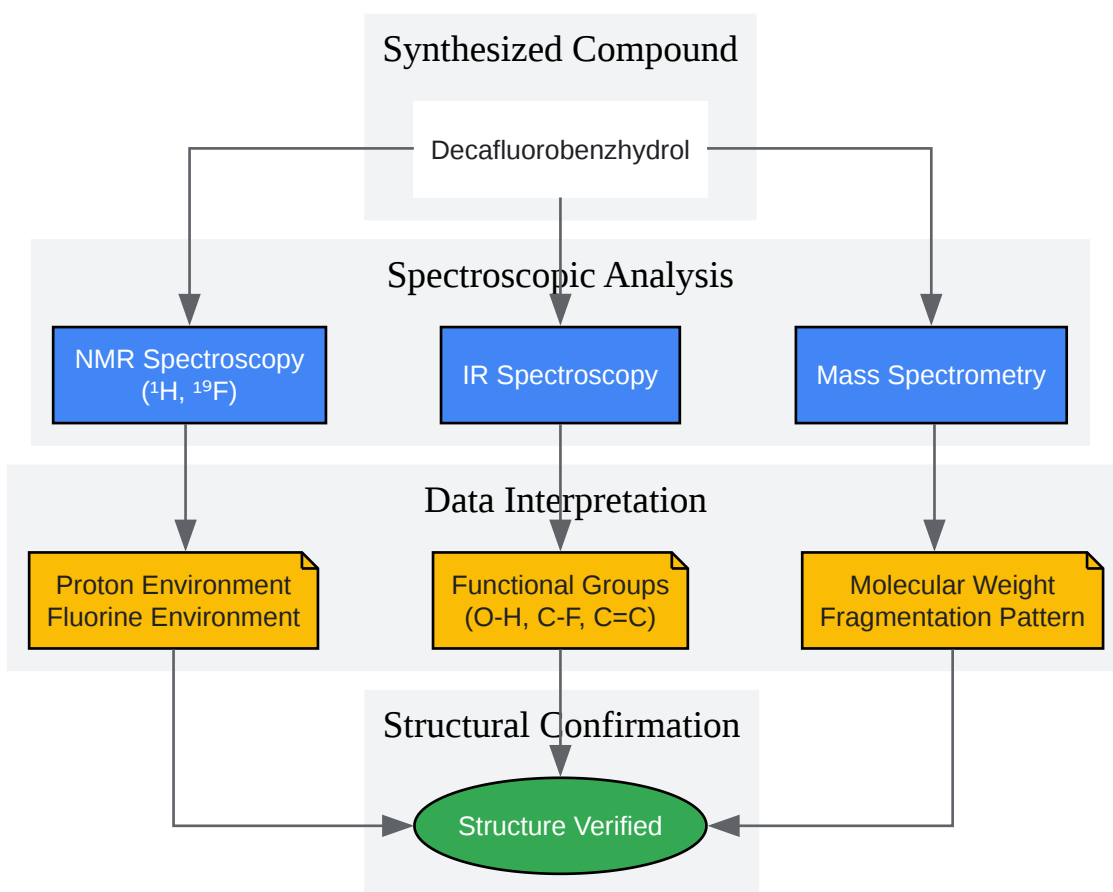 Synthesized Compound
Decafluorobenzhydrol
Spectroscopic Analysis
NMR Spectroscopy
(¹H, ¹⁹F)
IR Spectroscopy
Mass Spectrometry
Data Interpretation
Proton Environment
Fluorine Environment
Functional Groups
(O-H, C-F, C=C)
Molecular Weight
Fragmentation Pattern
Structural Confirmation
Structure Verified